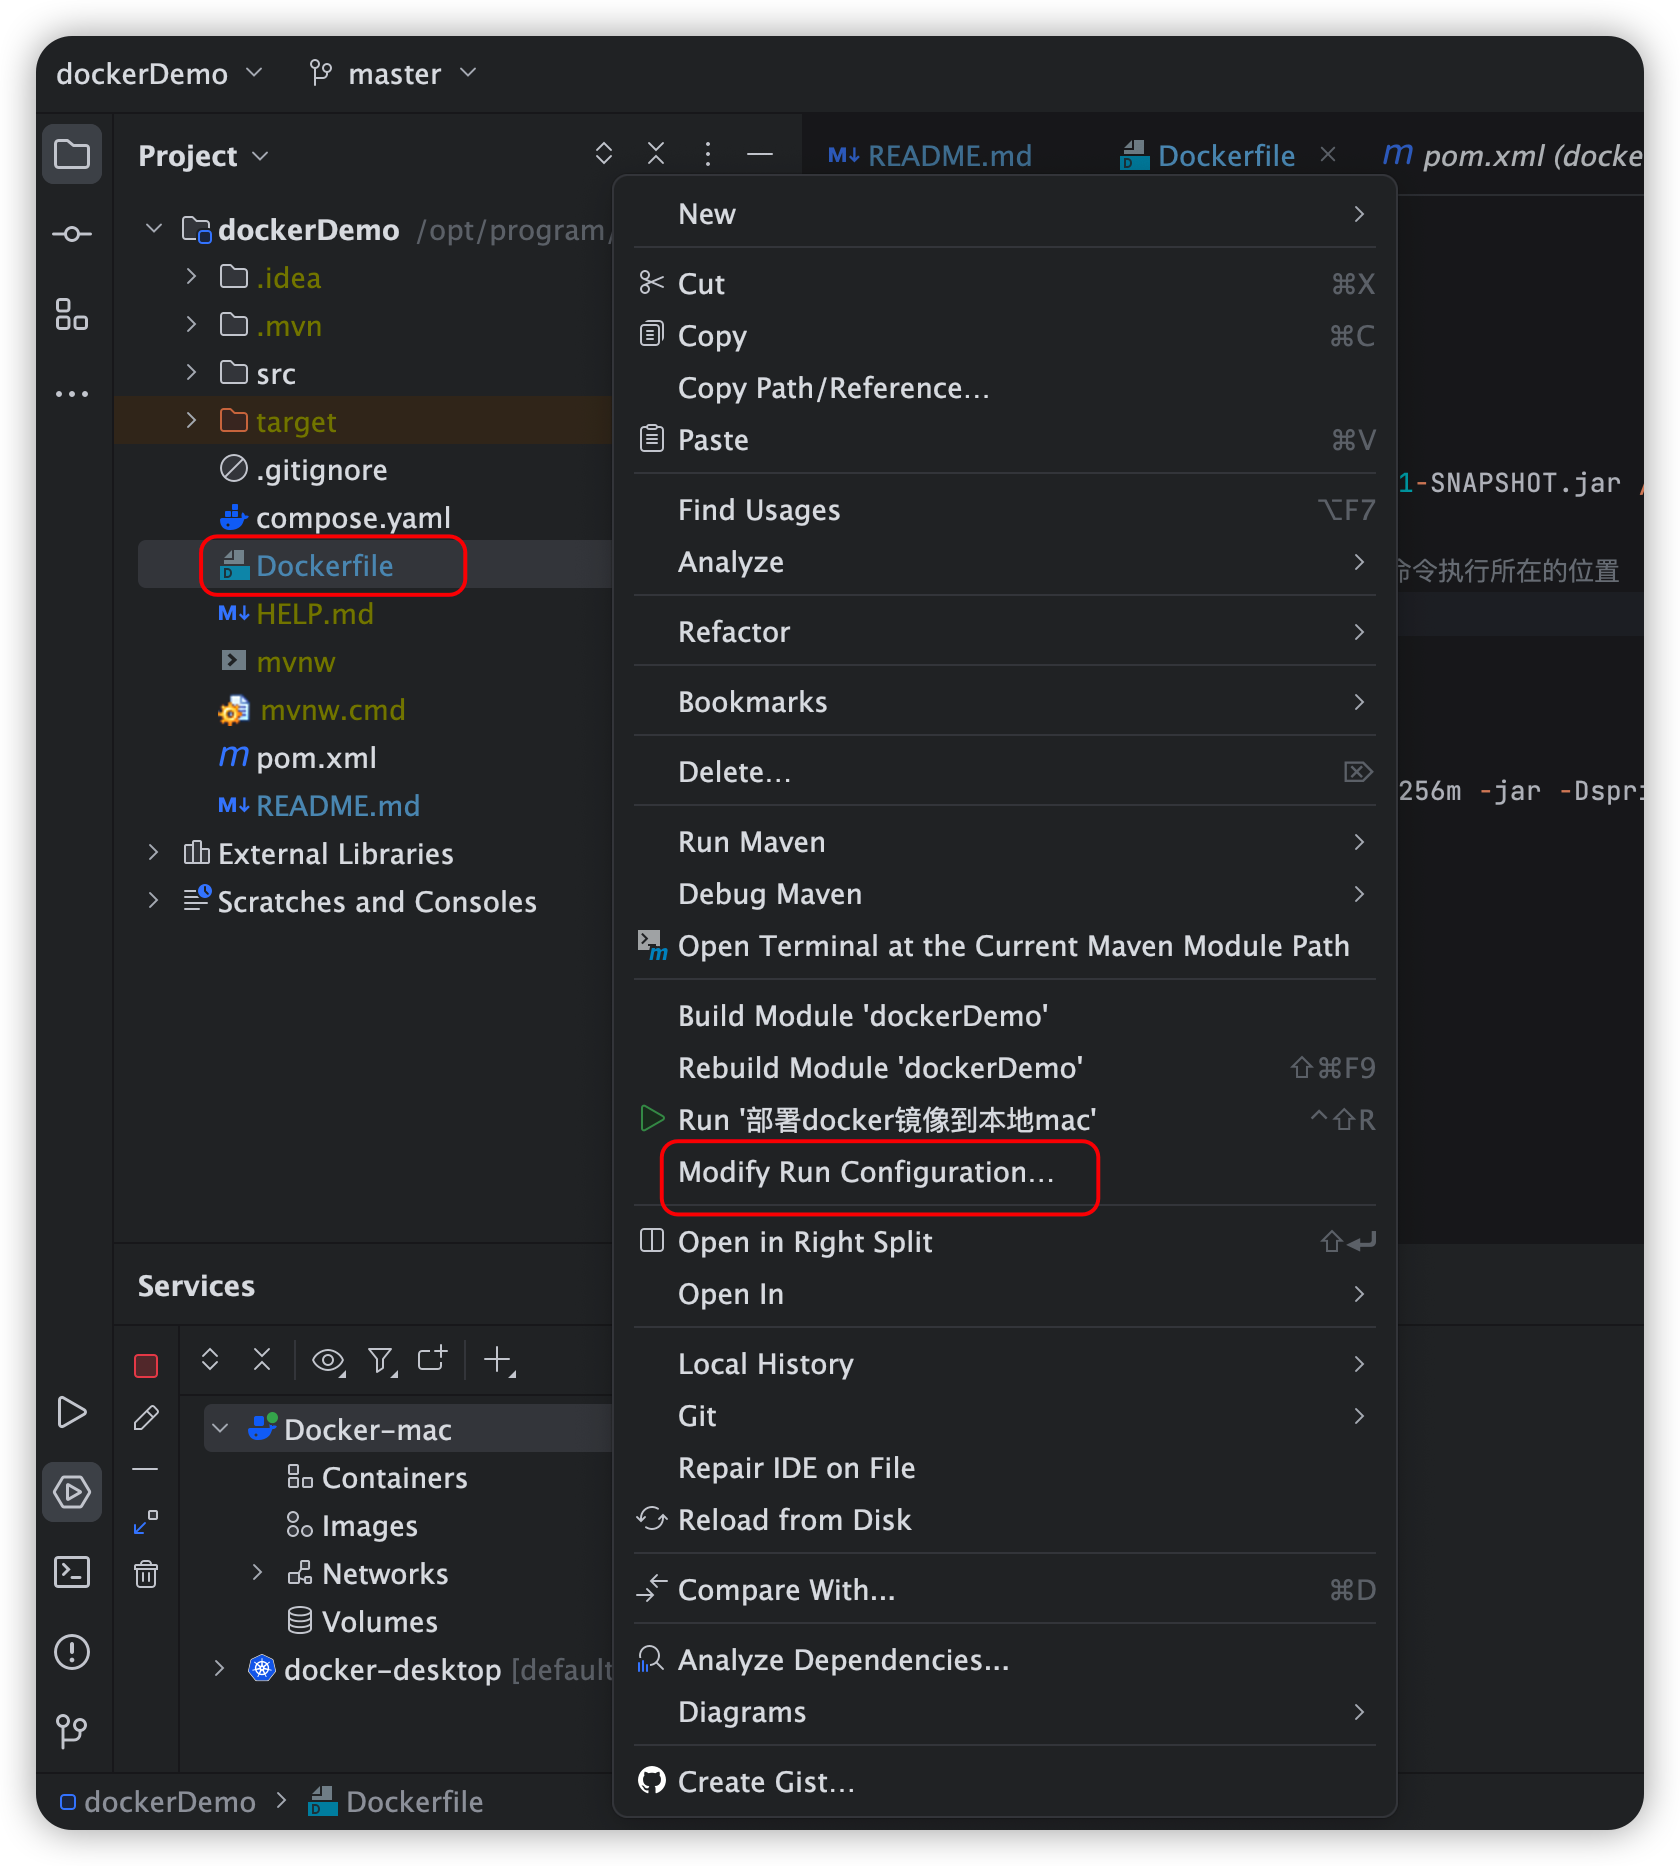 dockerDemo master
Project
README.md Dockerfile pom.xml (docke
dockerDemo /opt/program/
.idea
.mvn
src
target
.gitignore
compose.yaml
Dockerfile
HELP.md
mvnw
mvnw.cmd
pom.xml
README.md
External Libraries
Scratches and Consoles
New
Cut ⌘X
Copy ⌘C
Copy Path/Reference…
Paste ⌘V
Find Usages ⌥F7
Analyze
Refactor
Bookmarks
Delete… ⌦
Run Maven
Debug Maven
Open Terminal at the Current Maven Module Path
Build Module 'dockerDemo'
Rebuild Module 'dockerDemo' ⇧⌘F9
Run '部署docker镜像到本地mac' ^⇧R
Modify Run Configuration…
Open in Right Split ⇧↵
Open In
Local History
Git
Repair IDE on File
Reload from Disk
Compare With… ⌘D
Analyze Dependencies…
Diagrams
Create Gist…
1-SNAPSHOT.jar /
命令执行所在的位置
256m -jar -Dspri
Services
Docker-mac
Containers
Images
Networks
Volumes
docker-desktop [default
dockerDemo > Dockerfile